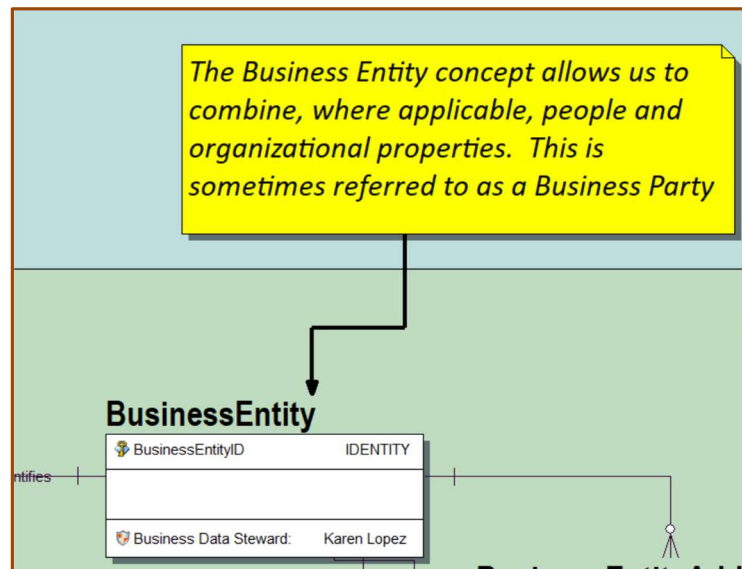 The Business Entity concept allows us to
combine, where applicable, people and
organizational properties.  This is
sometimes referred to as a Business Party
BusinessEntity
BusinessEntityID IDENTITY
Business Data Steward: Karen Lopez